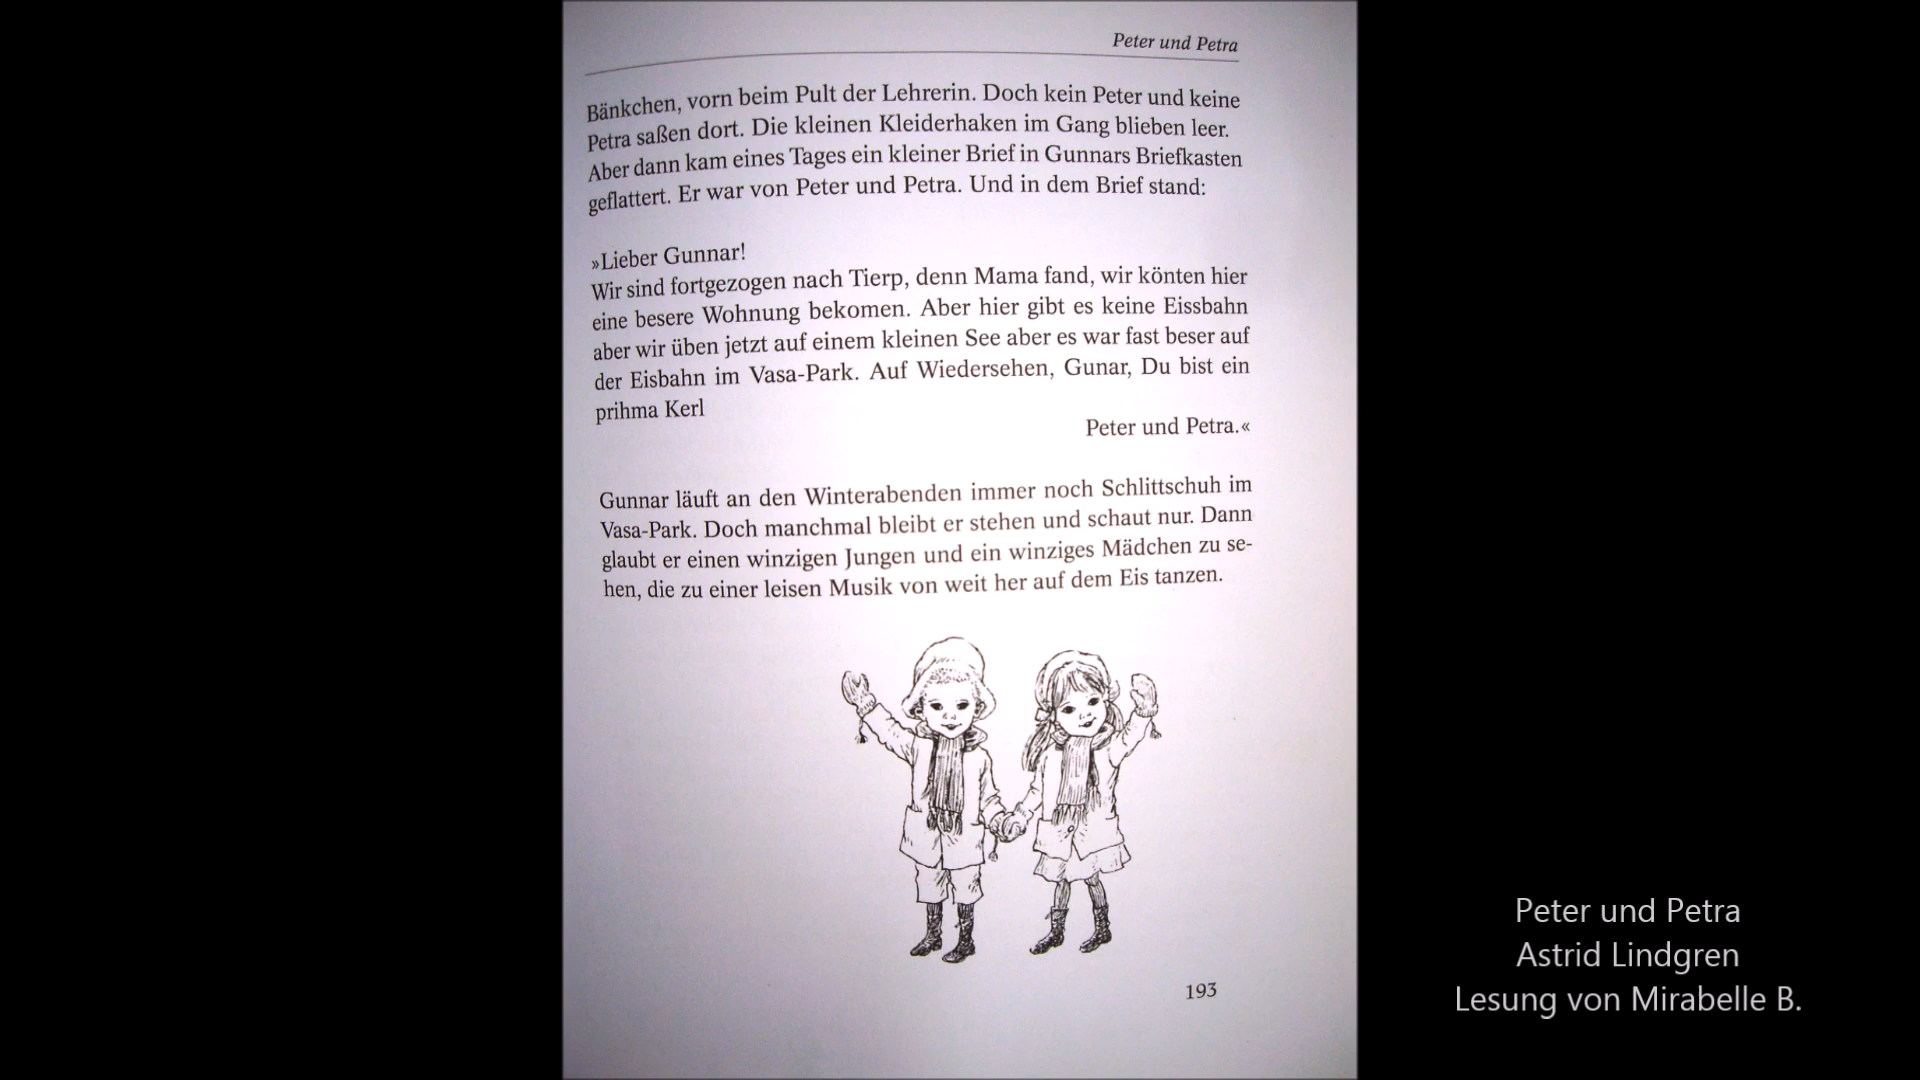 Peter und Petra
Bänkchen, vorn beim Pult der Lehrerin. Doch kein Peter und keine
Petra saßen dort. Die kleinen Kleiderhaken im Gang blieben leer.
Aber dann kam eines Tages ein kleiner Brief in Gunnars Briefkasten
geflattert. Er war von Peter und Petra. Und in dem Brief stand:
»Lieber Gunnar!
Wir sind fortgezogen nach Tierp, denn Mama fand, wir könten hier
eine besere Wohnung bekomen. Aber hier gibt es keine Eissbahn
aber wir üben jetzt auf einem kleinen See aber es war fast beser auf
der Eisbahn im Vasa-Park. Auf Wiedersehen, Gunar, Du bist ein
prihma Kerl
Peter und Petra.«
Gunnar läuft an den Winterabenden immer noch Schlittschuh im
Vasa-Park. Doch manchmal bleibt er stehen und schaut nur. Dann
glaubt er einen winzigen Jungen und ein winziges Mädchen zu se-
hen, die zu einer leisen Musik von weit her auf dem Eis tanzen.
193
Peter und Petra
Astrid Lindgren
Lesung von Mirabelle B.